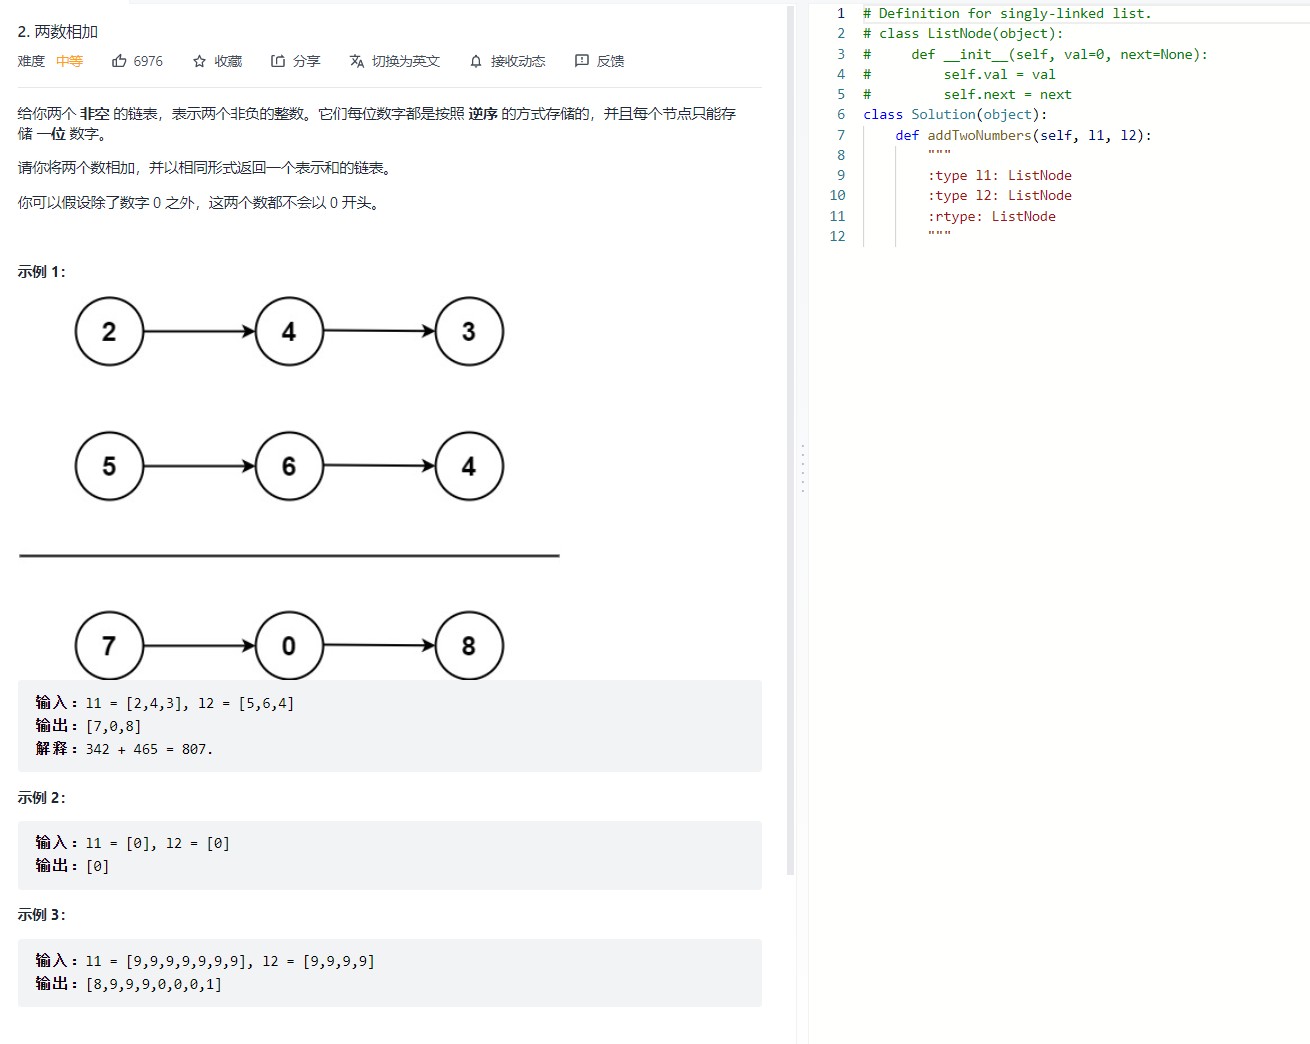 2. 两数相加
难度 中等 6976 收藏 分享 切换为英文 接收动态 反馈
给你两个 非空 的链表，表示两个非负的整数。它们每位数字都是按照 逆序 的方式存储的，并且每个节点只能存
储 一位 数字。
请你将两个数相加，并以相同形式返回一个表示和的链表。
你可以假设除了数字 0 之外，这两个数都不会以 0 开头。
示例 1：
2 4 3
5 6 4
7 0 8
输入：l1 = [2,4,3], l2 = [5,6,4]
输出：[7,0,8]
解释：342 + 465 = 807.
示例 2：
输入：l1 = [0], l2 = [0]
输出：[0]
示例 3：
输入：l1 = [9,9,9,9,9,9,9], l2 = [9,9,9,9]
输出：[8,9,9,9,0,0,0,1]
1 # Definition for singly-linked list.
2 # class ListNode(object):
3 #     def __init__(self, val=0, next=None):
4 #         self.val = val
5 #         self.next = next
6 class Solution(object):
7     def addTwoNumbers(self, l1, l2):
8         """
9         :type l1: ListNode
10         :type l2: ListNode
11         :rtype: ListNode
12         """